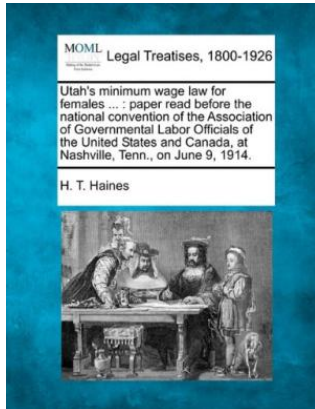 MOML Legal Treatises, 1800-1926
Utah's minimum wage law for
females ... : paper read before the
national convention of the Association
of Governmental Labor Officials of
the United States and Canada, at
Nashville, Tenn., on June 9, 1914.
H. T. Haines